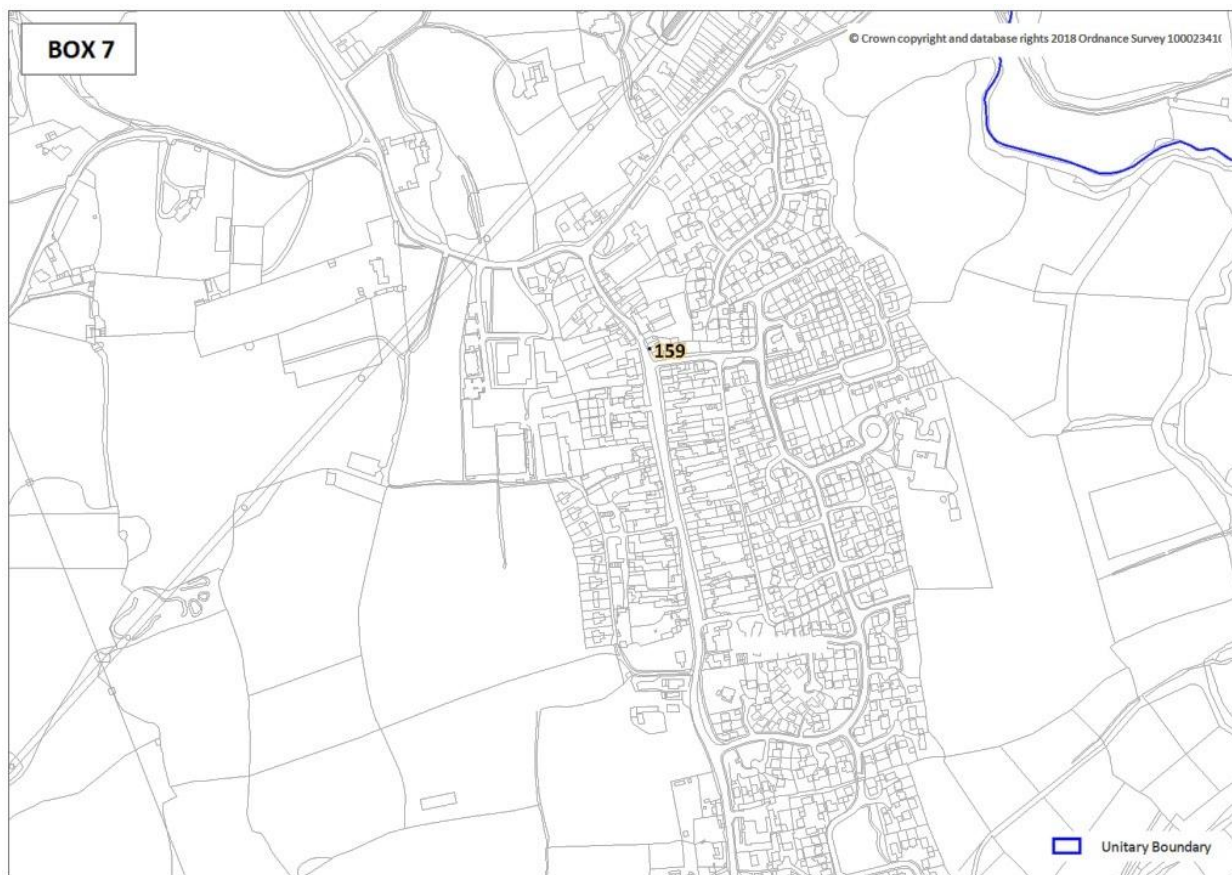 BOX 7
© Crown copyright and database rights 2018 Ordnance Survey 10002341
159
Unitary Boundary